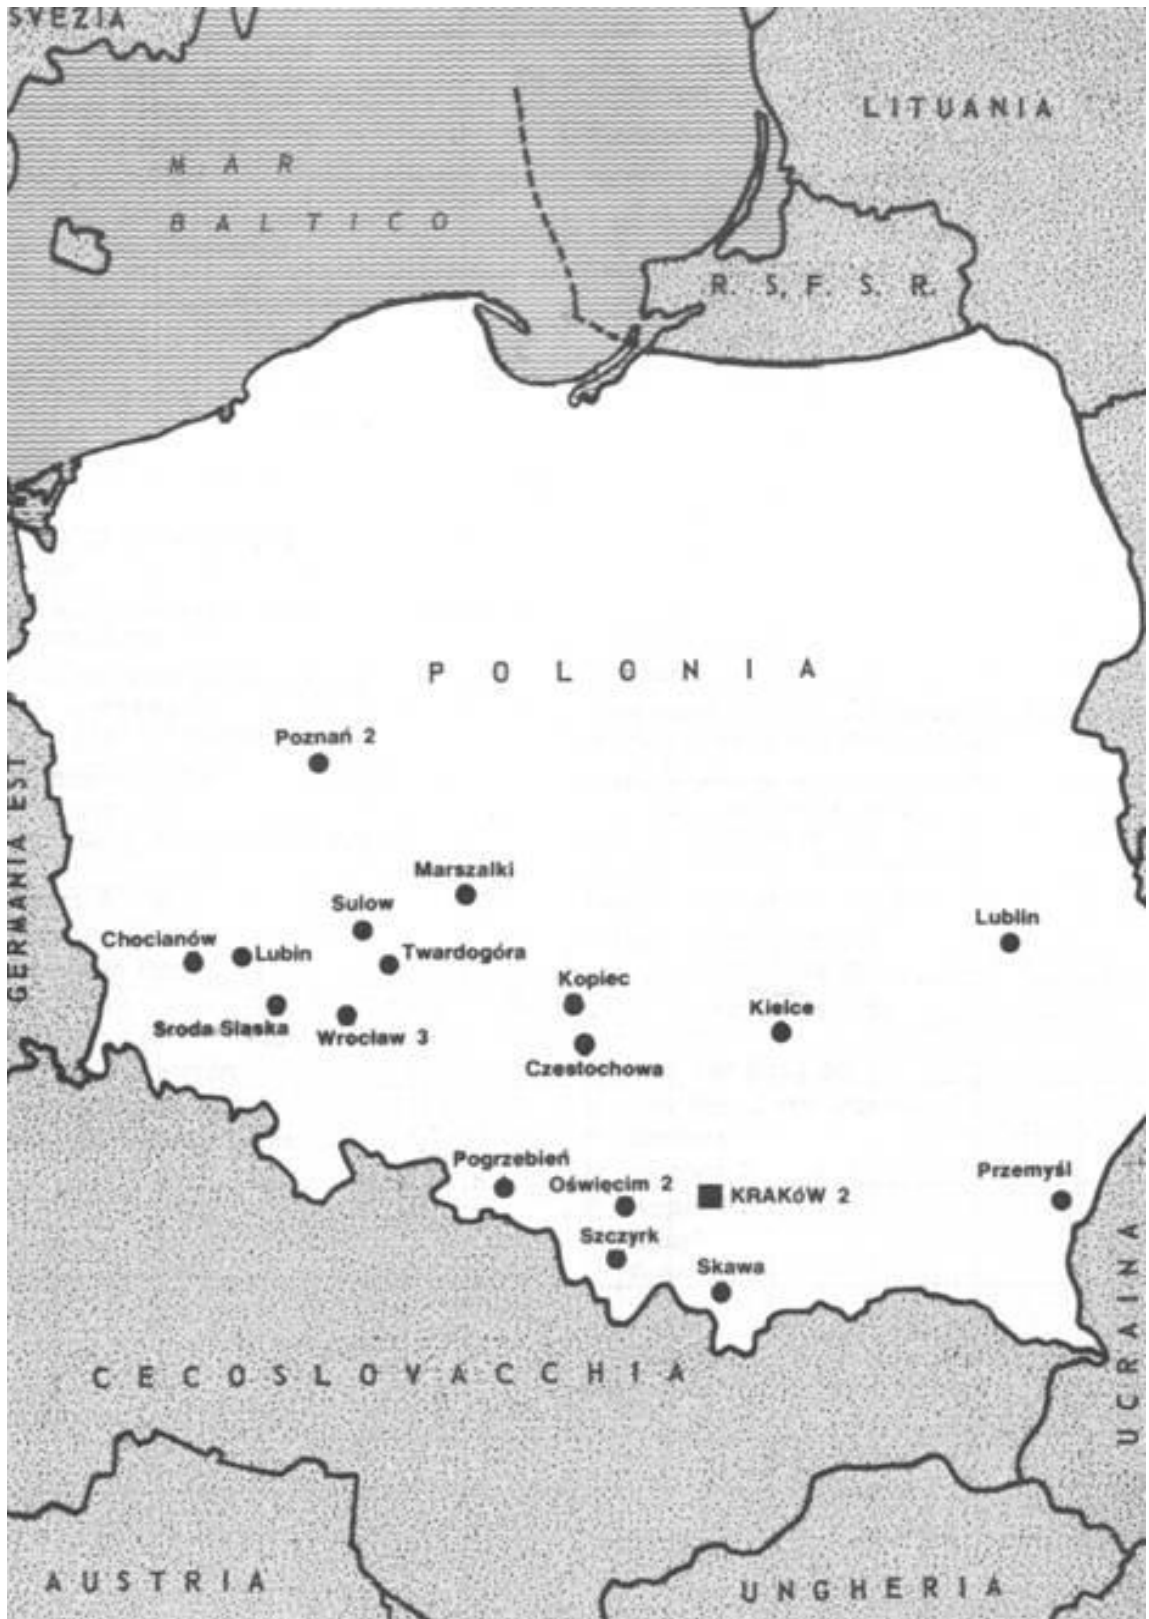 SVEZIA
LITUANIA
MAR
BALTICO
R. S. F. S. R.
POLONIA
Poznań 2
GERMANIA EST
Marszalki
Sulow
Lublin
Chocianów
Lubin
Twardogóra
Kopiec
Kielce
Sroda Slaska
Wrocław 3
Czestochowa
Pogrzebień
Oświęcim 2
KRAKÓW 2
Przemyśl
Szczyrk
Skawa
UCRAINA
CECOSLOVACCHIA
AUSTRIA
UNGHERIA